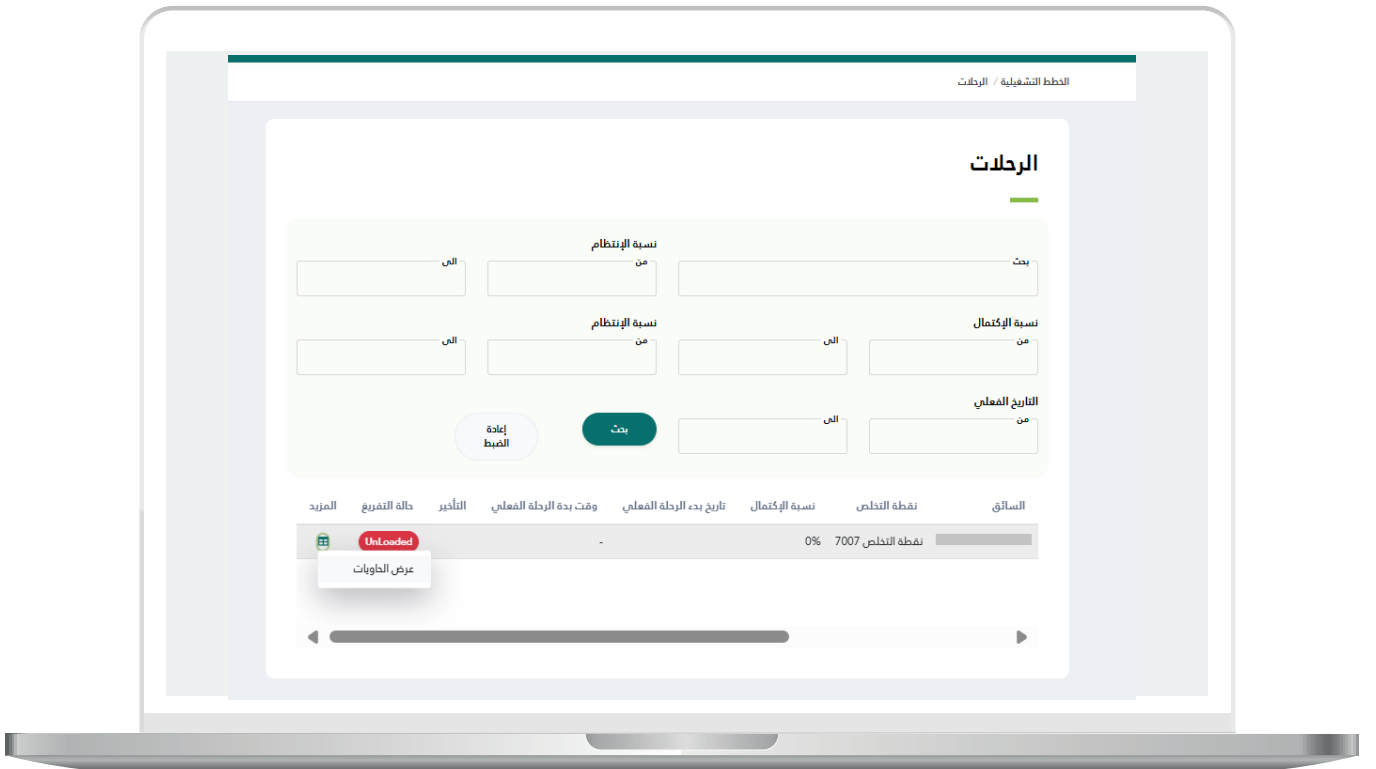 الخطط التشغيلية / الرحلات
الرحلات
نسبة الإنتظام
بحث
من
الى
نسبة الإكتمال
نسبة الإنتظام
من
الى
من
الى
التاريخ الفعلي
من
الى
بحث
إعادة
الضبط
السائق نقطة التخلص نسبة الإكتمال تاريخ بدء الرحلة الفعلي وقت بدة الرحلة الفعلي التأخير حالة التفريغ المزيد
نقطة التخلص 7007 0% - UnLoaded
عرض الحاويات